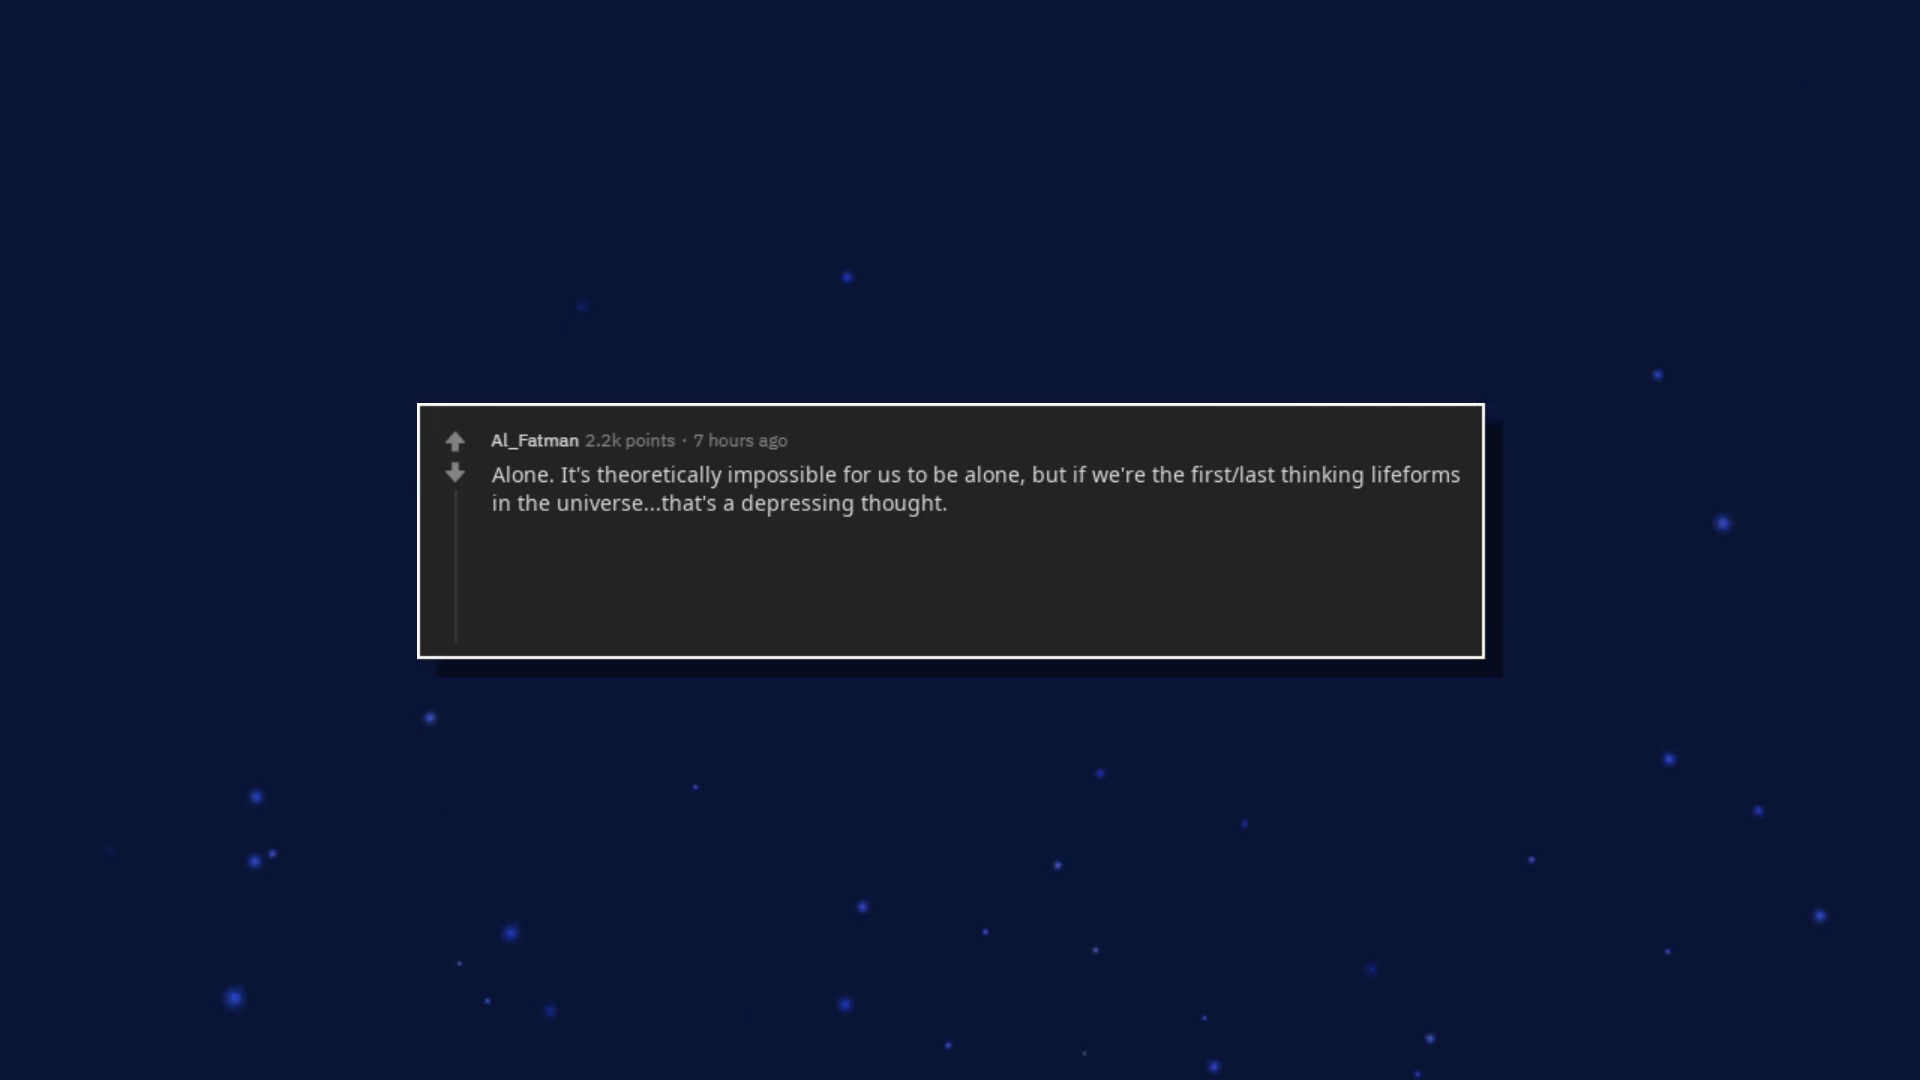 Al_Fatman 2.2k points · 7 hours ago
Alone. It's theoretically impossible for us to be alone, but if we're the first/last thinking lifeforms
in the universe...that's a depressing thought.